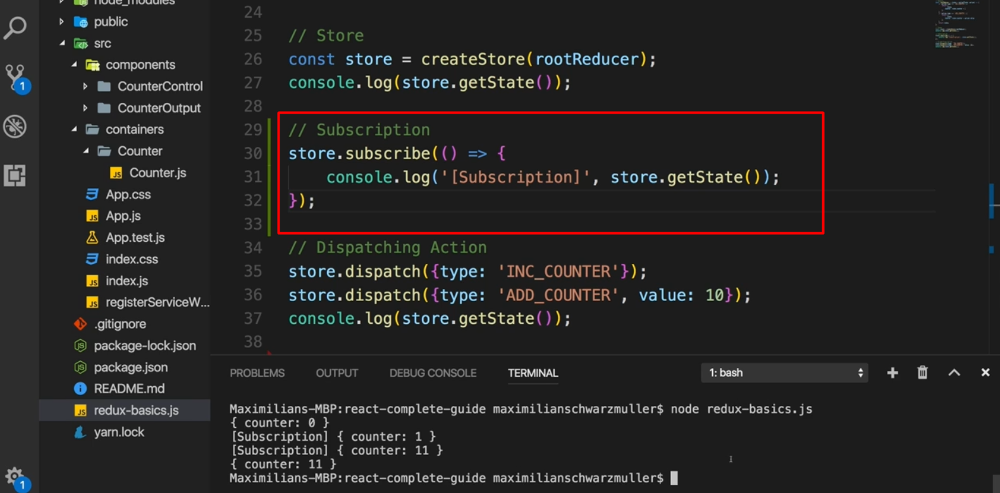 node_modules
public
src
components
CounterControl
CounterOutput
containers
Counter
Counter.js
App.css
App.js
App.test.js
index.css
index.js
registerServiceW...
.gitignore
package-lock.json
package.json
README.md
redux-basics.js
yarn.lock
1
1
24
25 // Store
26 const store = createStore(rootReducer);
27 console.log(store.getState());
28
29 // Subscription
30 store.subscribe(() => {
31 console.log('[Subscription]', store.getState());
32 });
33
34 // Dispatching Action
35 store.dispatch({type: 'INC_COUNTER'});
36 store.dispatch({type: 'ADD_COUNTER', value: 10});
37 console.log(store.getState());
38
PROBLEMS OUTPUT DEBUG CONSOLE TERMINAL 1: bash
Maximilians-MBP:react-complete-guide maximilianschwarzmuller$ node redux-basics.js
{ counter: 0 }
[Subscription] { counter: 1 }
[Subscription] { counter: 11 }
{ counter: 11 }
Maximilians-MBP:react-complete-guide maximilianschwarzmuller$